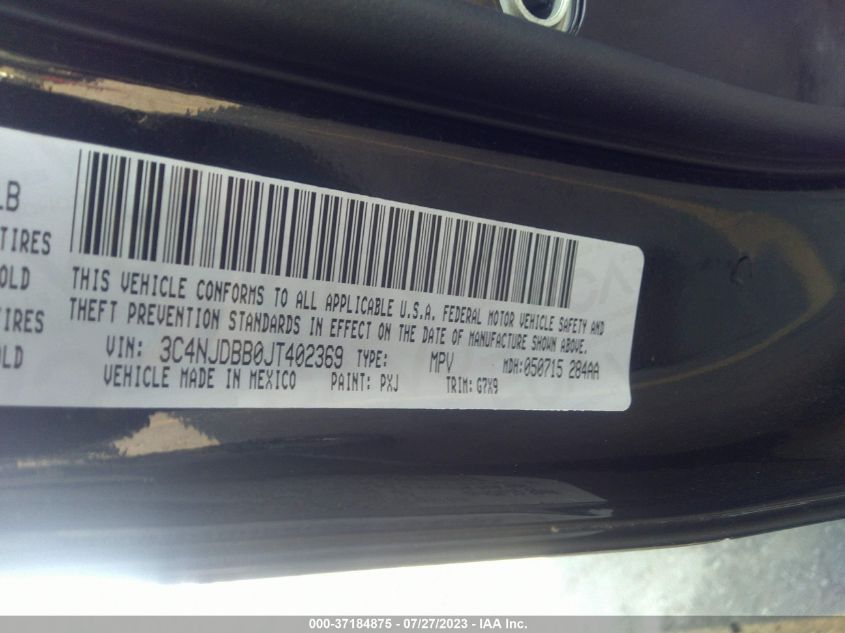 LB
TIRES
OLD
IRES
OLD
THIS VEHICLE CONFORMS TO ALL APPLICABLE U.S.A. FEDERAL MOTOR VEHICLE SAFETY AND
THEFT PREVENTION STANDARDS IN EFFECT ON THE DATE OF MANUFACTURE SHOWN ABOVE.
VIN: 3C4NJDBB0JT402369 TYPE: MPV MDH:050715 284AA
VEHICLE MADE IN MEXICO PAINT: PXJ TRIM: G7X9
000-37184875 / 07/27/2023 - IAA Inc.